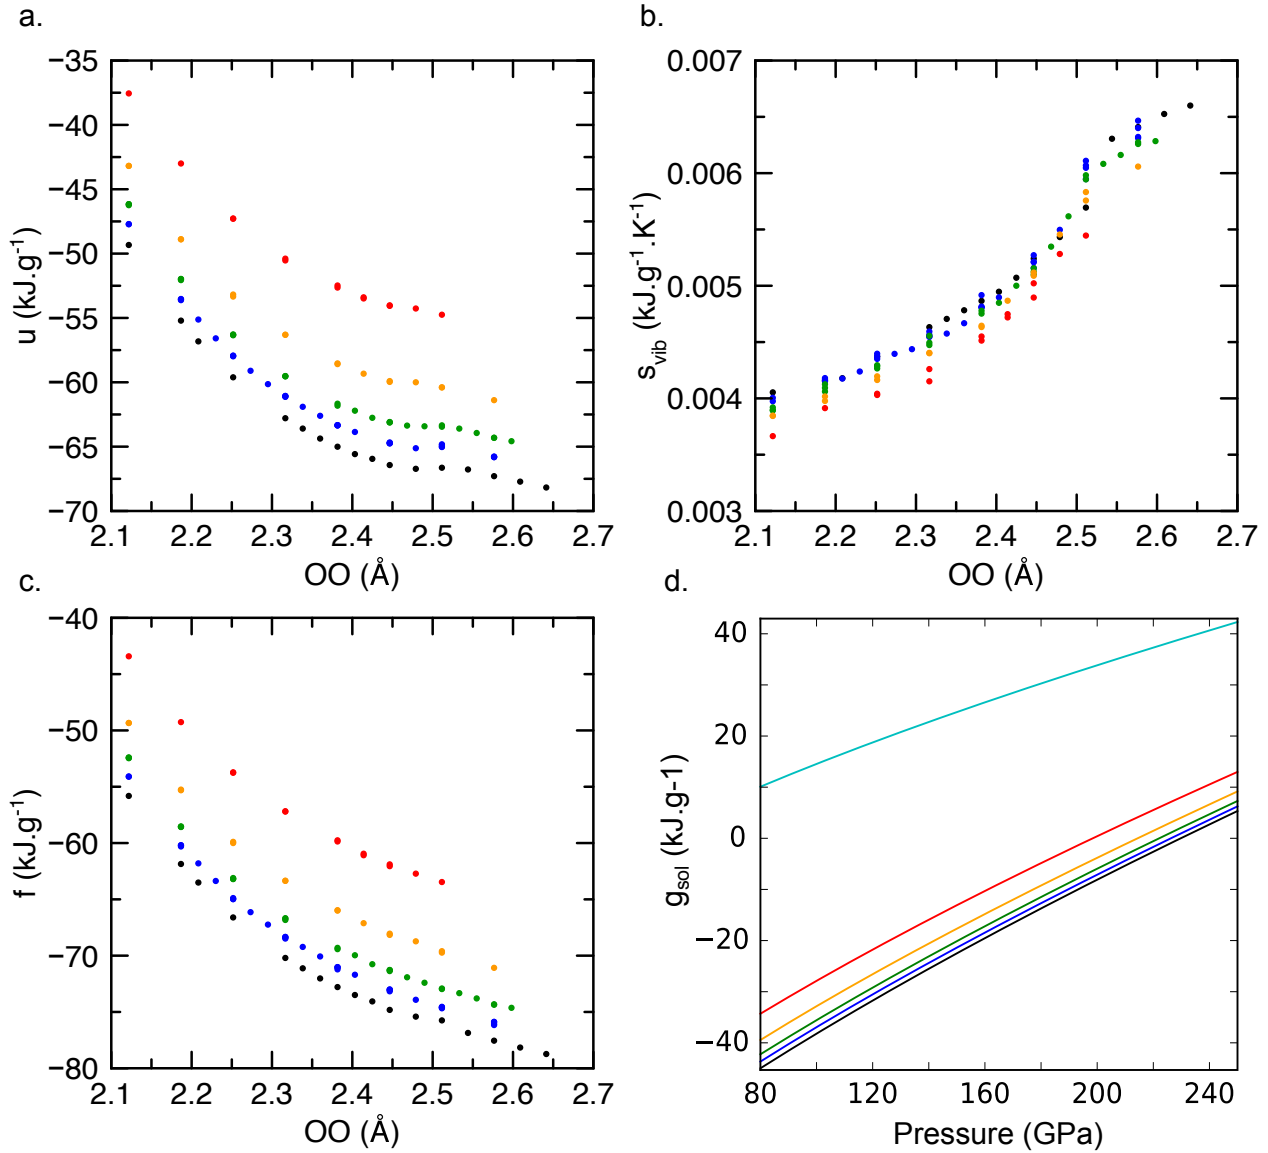 a.
−35
−40
−45
−50
−55
−60
−65
−70
u (kJ.g⁻¹)
2.1 2.2 2.3 2.4 2.5 2.6 2.7
OO (Å)
b.
0.007
0.006
0.005
0.004
0.003
s_vib (kJ.g⁻¹.K⁻¹)
2.1 2.2 2.3 2.4 2.5 2.6 2.7
OO (Å)
c.
−40
−50
−60
−70
−80
f (kJ.g⁻¹)
2.1 2.2 2.3 2.4 2.5 2.6 2.7
OO (Å)
d.
40
20
0
−20
−40
g_sol (kJ.g-1)
80 120 160 200 240
Pressure (GPa)